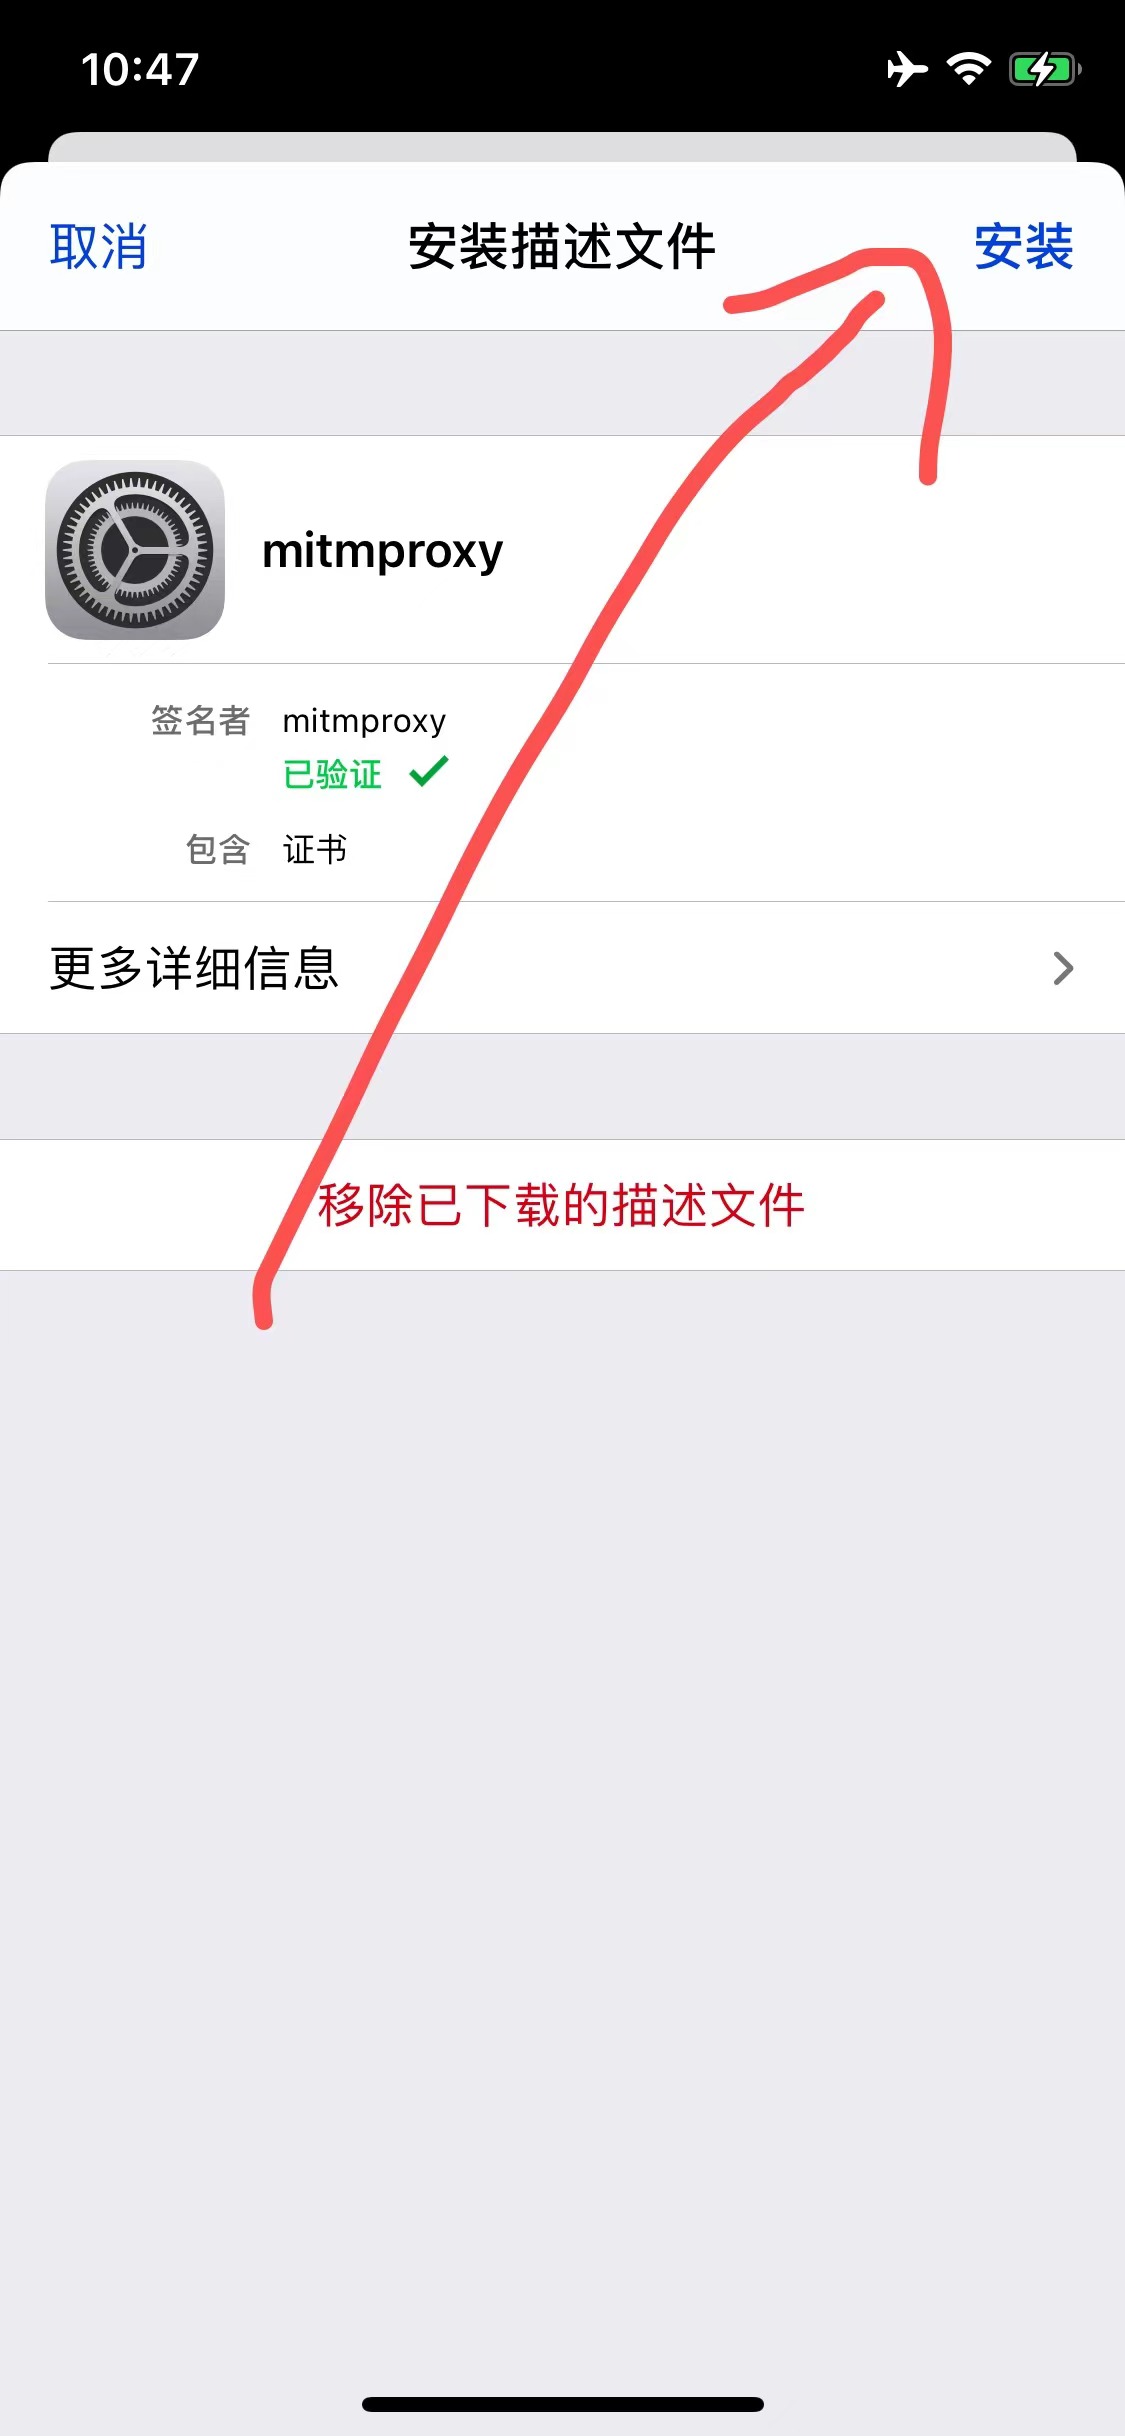 10:47
取消 安装描述文件 安装
mitmproxy
签名者 mitmproxy
已验证
包含 证书
更多详细信息
移除已下载的描述文件